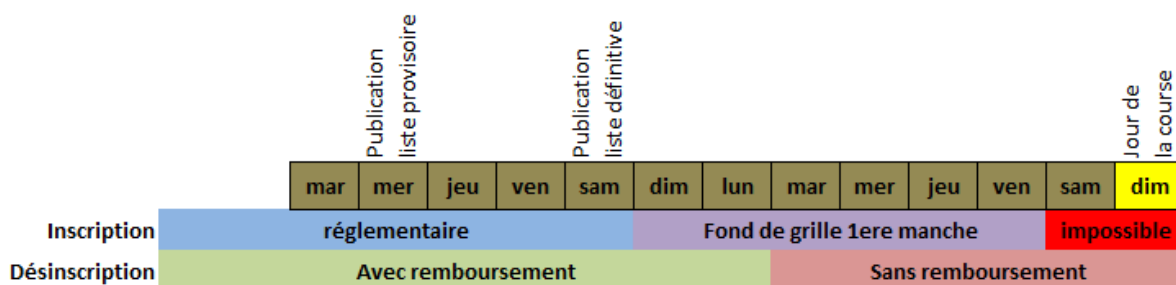 Publication
liste provisoire
Publication
liste définitive
Jour de
la course
mar mer jeu ven sam dim lun mar mer jeu ven sam dim
Inscription réglementaire Fond de grille 1ere manche impossible
Désinscription Avec remboursement Sans remboursement